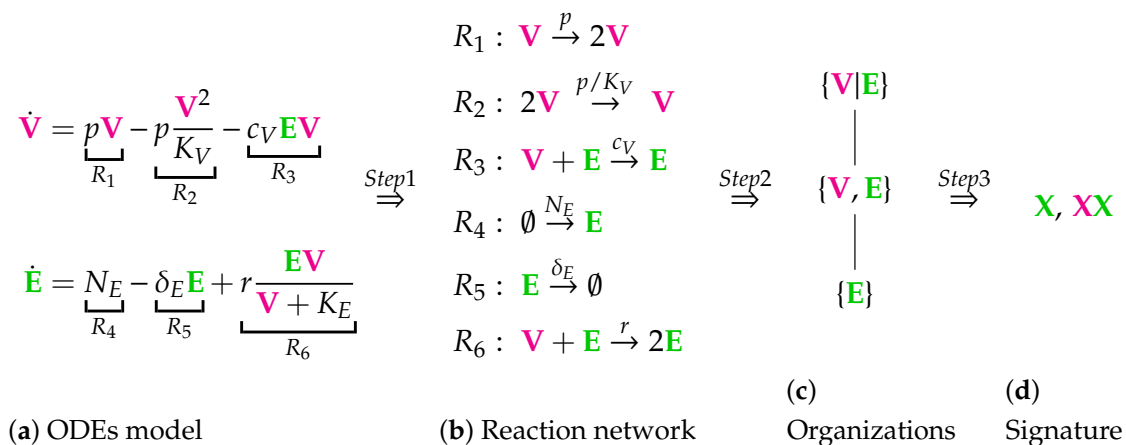 V̇ = pV − p V²/K_V − c_V EV
R₁ R₂ R₃
Ė = N_E − δ_E E + r EV/(V + K_E)
R₄ R₅ R₆
Step1
⇒
R₁ : V →^p 2V
R₂ : 2V →^{p/K_V} V
R₃ : V + E →^{c_V} E
R₄ : ∅ →^{N_E} E
R₅ : E →^{δ_E} ∅
R₆ : V + E →^r 2E
Step2
⇒
{V|E}
{V, E}
{E}
Step3
⇒
X, XX
(a) ODEs model
(b) Reaction network
(c)
Organizations
(d)
Signature